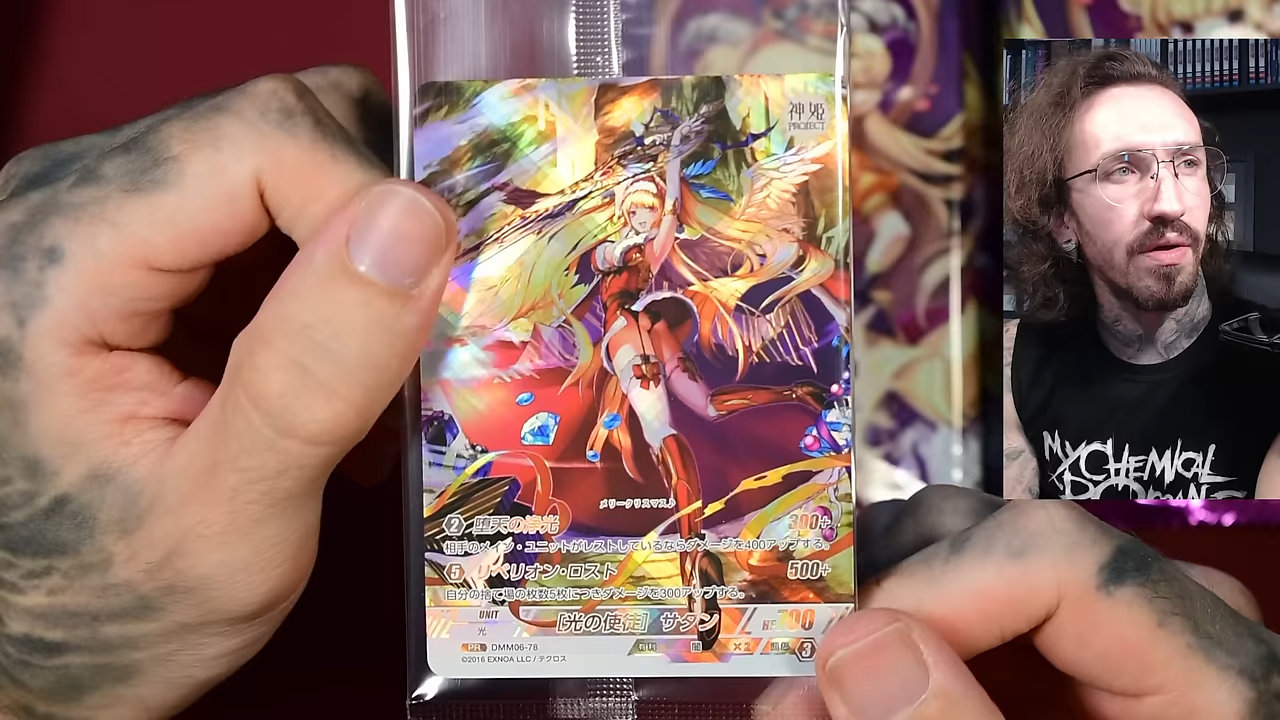 神姫
PROJECT
メリークリスマス♪
2 堕天の浄光 300+
相手のメイン・ユニットがレストしているならダメージを400アップする。
5 リベリオン・ロスト 500+
自分の捨て場の枚数5枚につきダメージを300アップする。
UNIT
光
[光の使徒] サタン
PR DMM06-78
闇 ×2 3
©2016 EXNOA LLC / テクロス
MY CHEMICAL